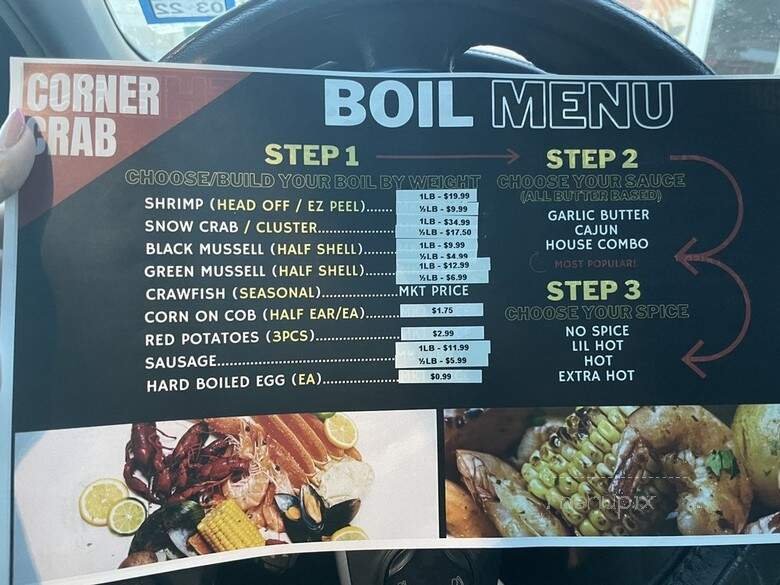 03-22
CORNER
CRAB
BOIL MENU
STEP 1
CHOOSE/BUILD YOUR BOIL BY WEIGHT
SHRIMP (HEAD OFF / EZ PEEL)...... 1LB - $19.99
½LB - $9.99
SNOW CRAB / CLUSTER................ 1LB - $34.99
½LB - $17.50
BLACK MUSSELL (HALF SHELL)...... 1LB - $9.99
½LB - $4.99
GREEN MUSSELL (HALF SHELL)...... 1LB - $12.99
½LB - $6.99
CRAWFISH (SEASONAL)................MKT PRICE
CORN ON COB (HALF EAR/EA)...... $1.75
RED POTATOES (3PCS)................ $2.99
SAUSAGE.................................... 1LB - $11.99
½LB - $5.99
HARD BOILED EGG (EA)................ $0.99
STEP 2
CHOOSE YOUR SAUCE
(ALL BUTTER BASED)
GARLIC BUTTER
CAJUN
HOUSE COMBO
MOST POPULAR!
STEP 3
CHOOSE YOUR SPICE
NO SPICE
LIL HOT
HOT
EXTRA HOT
menupix